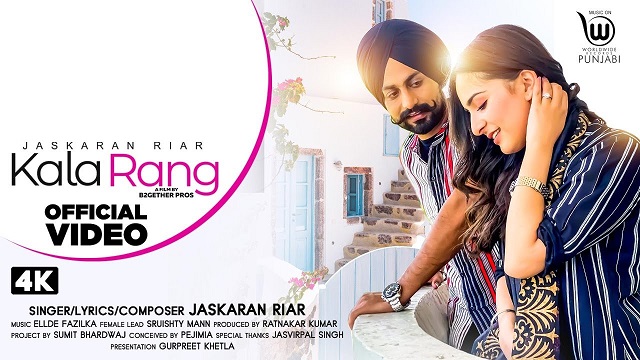 MUSIC ON
WORLDWIDE
RECORDS
PUNJABI
JASKARAN RIAR
Kala Rang
A FILM BY
B2GETHER PROS
OFFICIAL
VIDEO
4K
SINGER/LYRICS/COMPOSER JASKARAN RIAR
MUSIC ELLDE FAZILKA FEMALE LEAD SRUISHTY MANN PRODUCED BY RATNAKAR KUMAR
PROJECT BY SUMIT BHARDWAJ CONCEIVED BY PEJIMIA SPECIAL THANKS JASVIRPAL SINGH
PRESENTATION GURPREET KHETLA